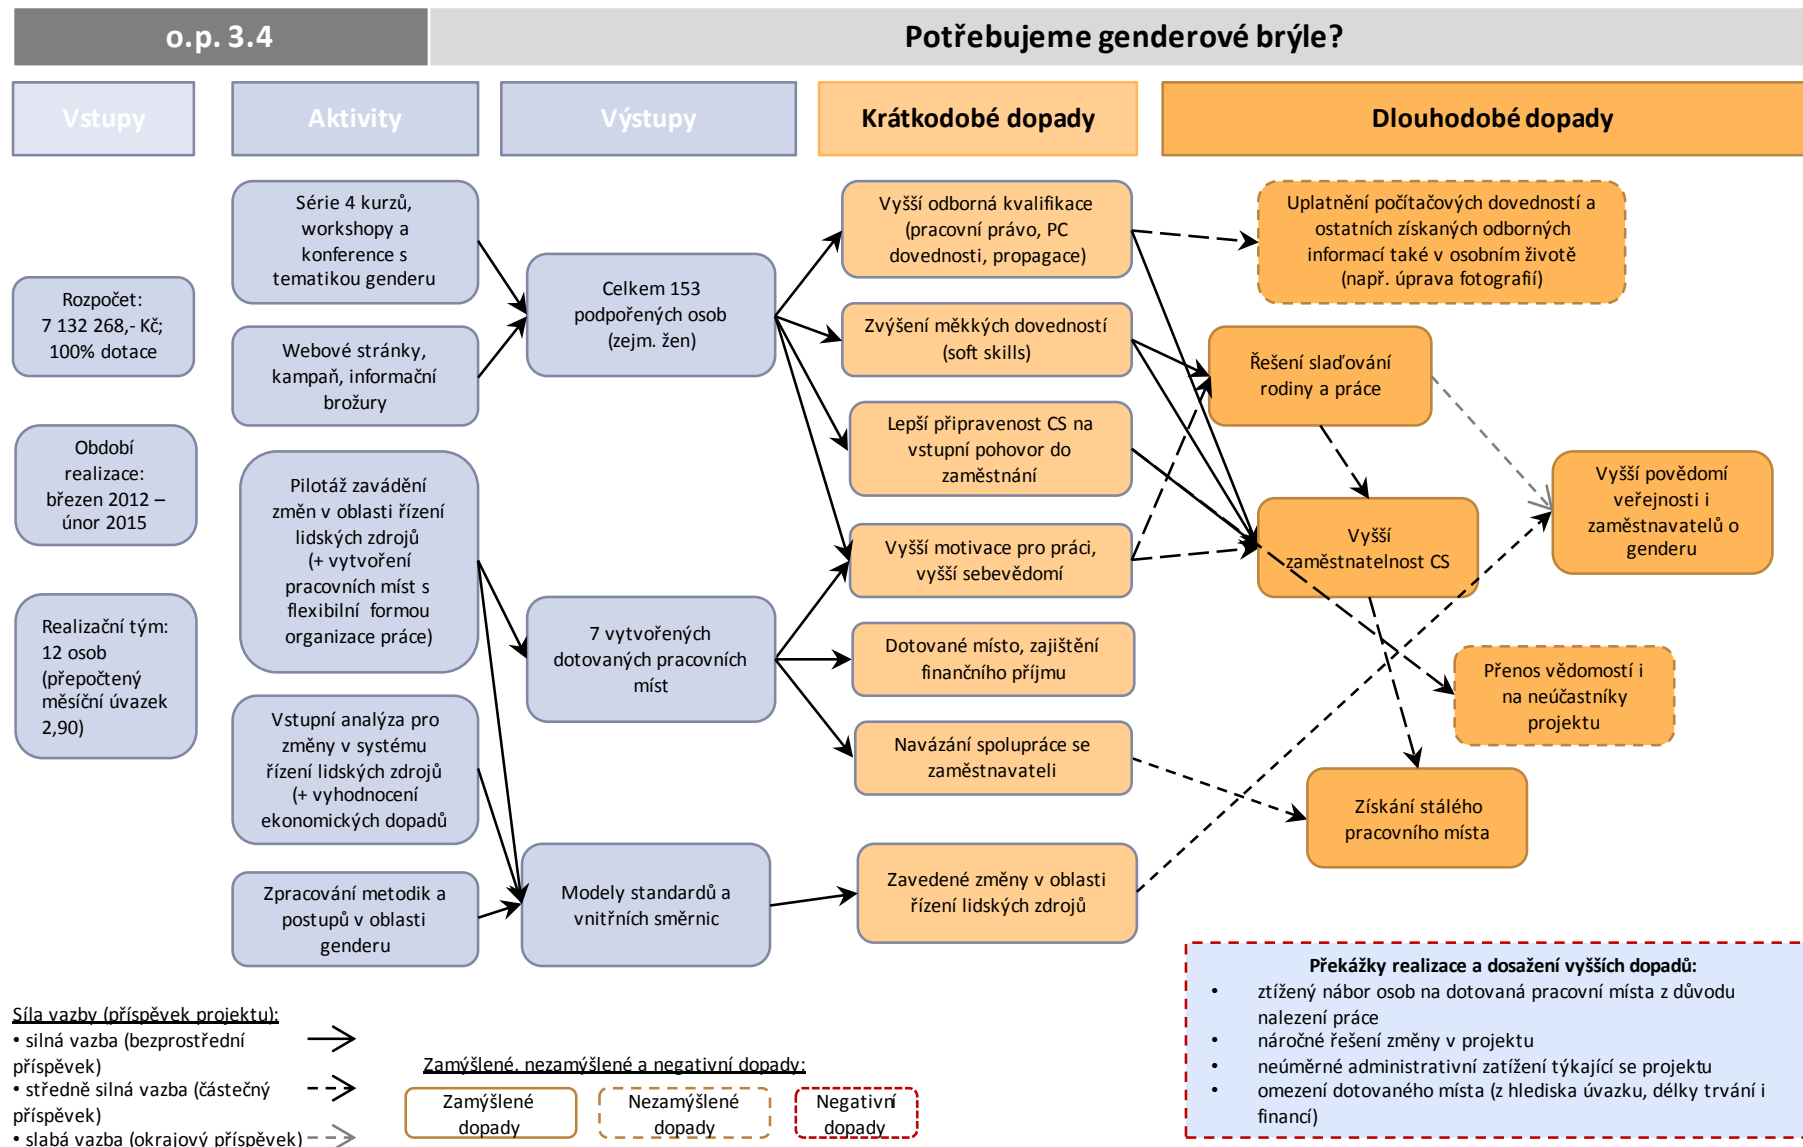 o.p. 3.4
Potřebujeme genderové brýle?
Vstupy
Aktivity
Výstupy
Krátkodobé dopady
Dlouhodobé dopady
Rozpočet:
7 132 268,- Kč;
100% dotace
Období
realizace:
březen 2012 –
únor 2015
Realizační tým:
12 osob
(přepočtený
měsíční úvazek
2,90)
Série 4 kurzů,
workshopy a
konference s
tematikou genderu
Webové stránky,
kampaň, informační
brožury
Pilotáž zavádění
změn v oblasti řízení
lidských zdrojů
(+ vytvoření
pracovních míst s
flexibilní formou
organizace práce)
Vstupní analýza pro
změny v systému
řízení lidských zdrojů
(+ vyhodnocení
ekonomických dopadů
Zpracování metodik a
postupů v oblasti
genderu
Celkem 153
podpořených osob
(zejm. žen)
7 vytvořených
dotovaných pracovních
míst
Modely standardů a
vnitřních směrnic
Vyšší odborná kvalifikace
(pracovní právo, PC
dovednosti, propagace)
Zvýšení měkkých dovedností
(soft skills)
Lepší připravenost CS na
vstupní pohovor do
zaměstnání
Vyšší motivace pro práci,
vyšší sebevědomí
Dotované místo, zajištění
finančního příjmu
Navázání spolupráce se
zaměstnavateli
Zavedené změny v oblasti
řízení lidských zdrojů
Uplatnění počítačových dovedností a
ostatních získaných odborných
informací také v osobním životě
(např. úprava fotografií)
Řešení slaďování
rodiny a práce
Vyšší
zaměstnatelnost CS
Vyšší povědomí
veřejnosti i
zaměstnavatelů o
genderu
Přenos vědomostí i
na neúčastníky
projektu
Získání stálého
pracovního místa
Překážky realizace a dosažení vyšších dopadů:
• ztížený nábor osob na dotovaná pracovní místa z důvodu
nalezení práce
• náročné řešení změny v projektu
• neúměrné administrativní zatížení týkající se projektu
• omezení dotovaného místa (z hlediska úvazku, délky trvání i
financí)
Síla vazby (příspěvek projektu):
• silná vazba (bezprostřední
příspěvek)
• středně silná vazba (částečný
příspěvek)
• slabá vazba (okrajový příspěvek)
Zamýšlené, nezamýšlené a negativní dopady:
Zamýšlené
dopady
Nezamýšlené
dopady
Negativní
dopady